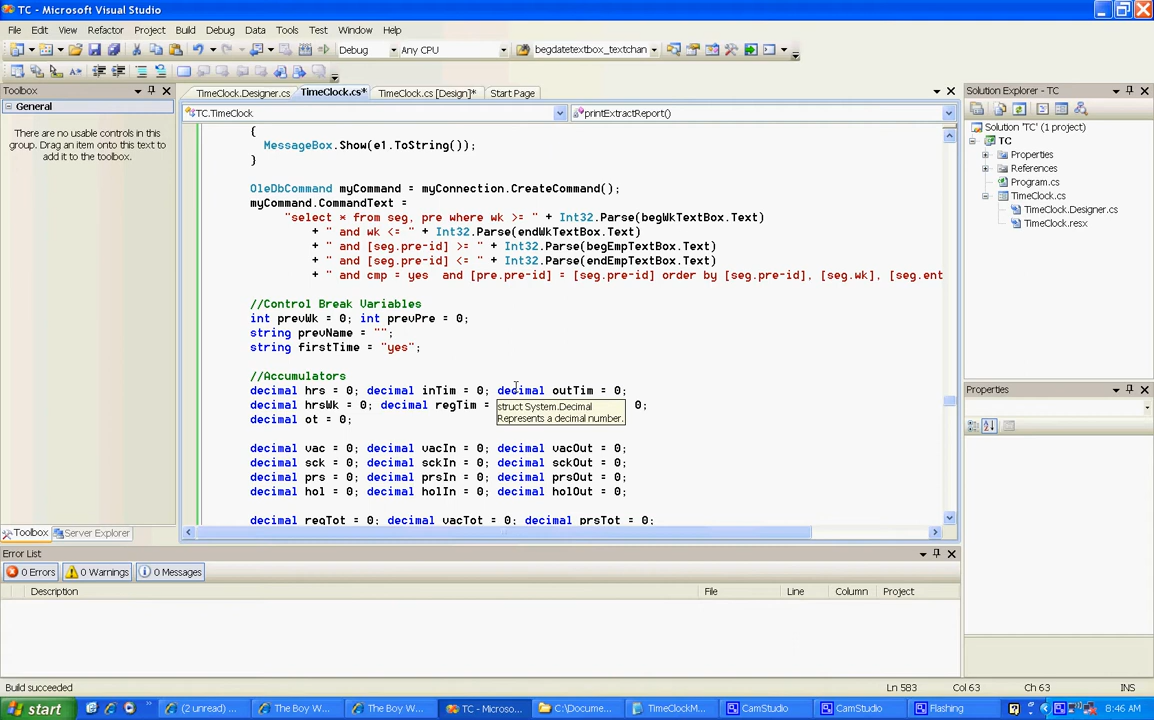 TC - Microsoft Visual Studio
File Edit View Refactor Project Build Debug Data Tools Test Window Help
Debug Any CPU begdatetextbox_textchan
Toolbox
General
There are no usable controls in this
group. Drag an item onto this text
to add it to the toolbox.
Toolbox Server Explorer
TimeClock.Designer.cs TimeClock.cs* TimeClock.cs [Design]* Start Page
TC.TimeClock printExtractReport()
{
MessageBox.Show(e1.ToString());
}
OleDbCommand myCommand = myConnection.CreateCommand();
myCommand.CommandText =
"select * from seg, pre where wk >= " + Int32.Parse(begWkTextBox.Text)
+ " and wk <= " + Int32.Parse(endWkTextBox.Text)
+ " and [seg.pre-id] >= " + Int32.Parse(begEmpTextBox.Text)
+ " and [seg.pre-id] <= " + Int32.Parse(endEmpTextBox.Text)
+ " and cmp = yes  and [pre.pre-id] = [seg.pre-id] order by [seg.pre-id], [seg.wk], [seg.ent
//Control Break Variables
int prevWk = 0; int prevPre = 0;
string prevName = "";
string firstTime = "yes";
//Accumulators
decimal hrs = 0; decimal inTim = 0; decimal outTim = 0;
decimal hrsWk = 0; decimal regTim = 0;
struct System.Decimal
Represents a decimal number.
decimal ot = 0;
decimal vac = 0; decimal vacIn = 0; decimal vacOut = 0;
decimal sck = 0; decimal sckIn = 0; decimal sckOut = 0;
decimal prs = 0; decimal prsIn = 0; decimal prsOut = 0;
decimal hol = 0; decimal holIn = 0; decimal holOut = 0;
decimal regTot = 0; decimal vacTot = 0; decimal prsTot = 0;
Solution Explorer - TC
Solution 'TC' (1 project)
TC
Properties
References
Program.cs
TimeClock.cs
TimeClock.Designer.cs
TimeClock.resx
Properties
Error List
0 Errors 0 Warnings 0 Messages
Description File Line Column Project
Build succeeded Ln 583 Col 63 Ch 63 INS
start (2 unread) ... The Boy W... The Boy W... TC - Microso... C:\Docume... TimeClockM... CamStudio CamStudio Flashing 8:46 AM